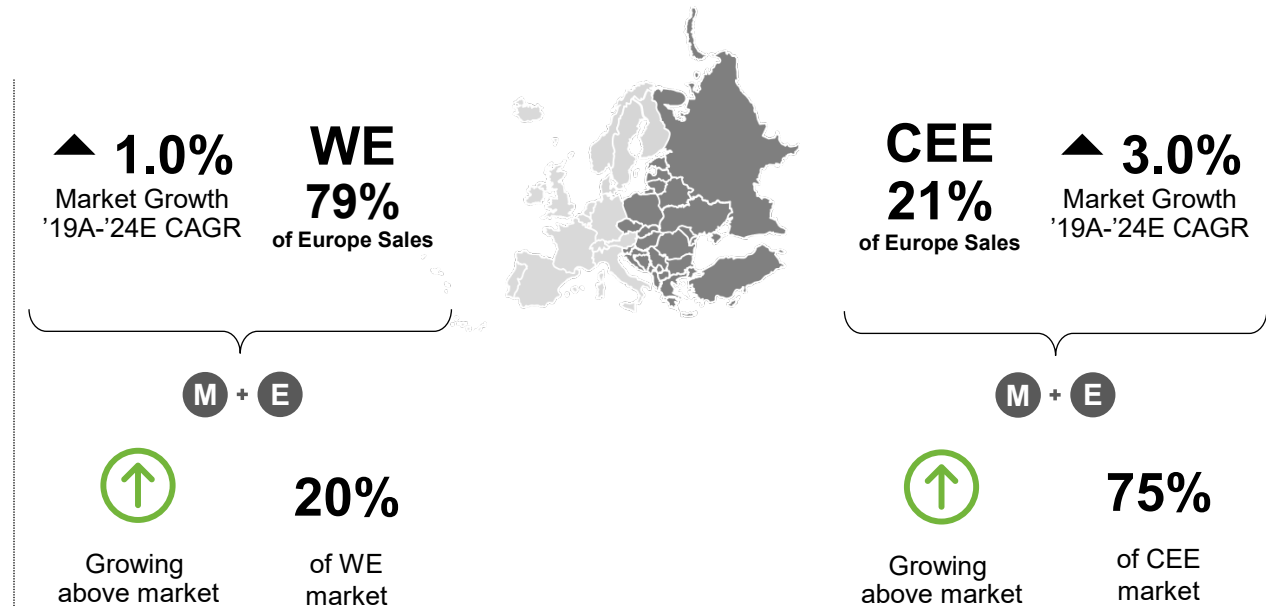 ▲ 1.0%
Market Growth
’19A-’24E CAGR
WE
79%
of Europe Sales
CEE
21%
of Europe Sales
▲ 3.0%
Market Growth
’19A-’24E CAGR
M + E
M + E
Growing
above market
20%
of WE
market
Growing
above market
75%
of CEE
market